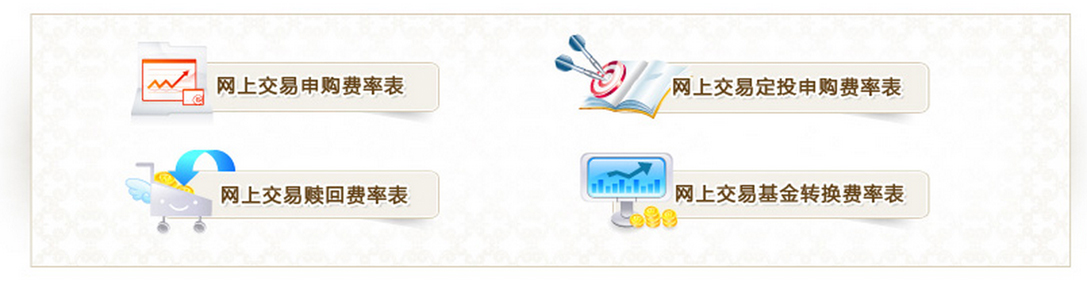 网上交易申购费率表
网上交易定投申购费率表
网上交易赎回费率表
网上交易基金转换费率表